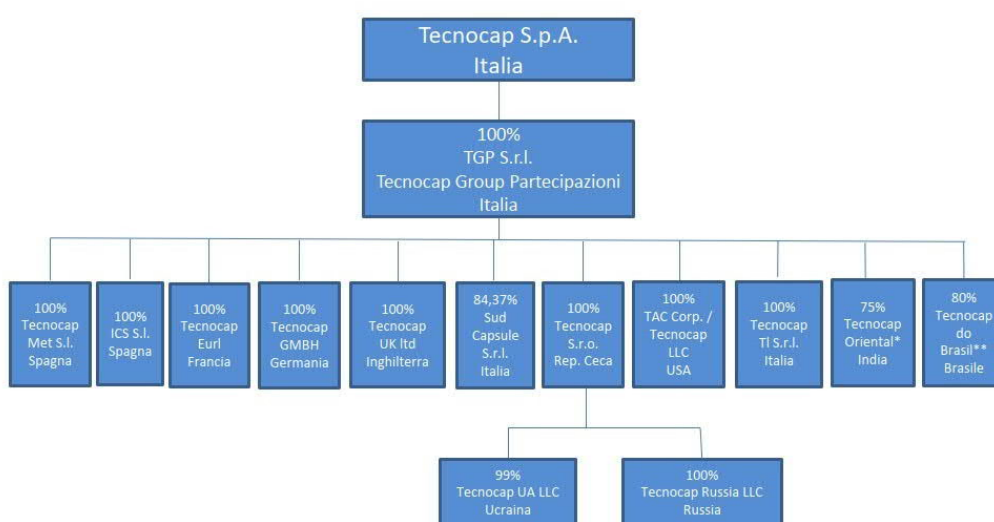 Tecnocap S.p.A.
Italia
100%
TGP S.r.l.
Tecnocap Group Partecipazioni
Italia
100%
Tecnocap
Met S.l.
Spagna
100%
ICS S.l.
Spagna
100%
Tecnocap
Eurl
Francia
100%
Tecnocap
GMBH
Germania
100%
Tecnocap
UK ltd
Inghilterra
84,37%
Sud
Capsule
S.r.l.
Italia
100%
Tecnocap
S.r.o.
Rep. Ceca
100%
TAC Corp. /
Tecnocap
LLC
USA
100%
Tecnocap
Tl S.r.l.
Italia
75%
Tecnocap
Oriental*
India
80%
Tecnocap
do
Brasil**
Brasile
99%
Tecnocap UA LLC
Ucraina
100%
Tecnocap Russia LLC
Russia